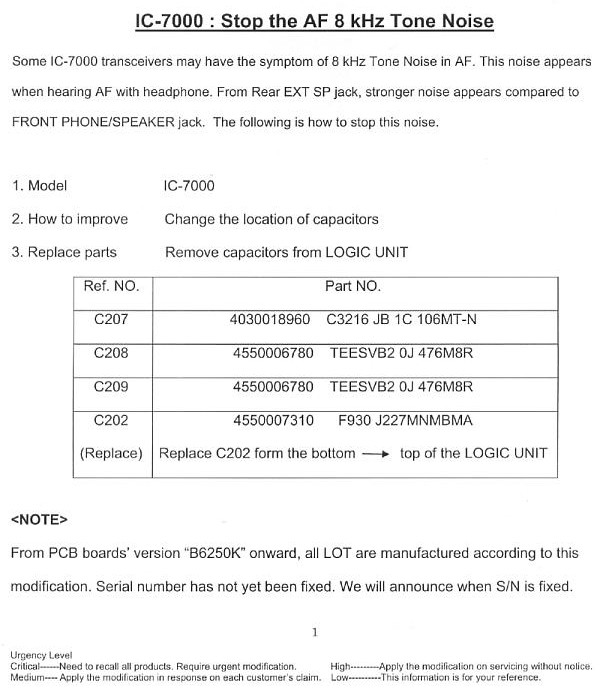 IC-7000 : Stop the AF 8 kHz Tone Noise
Some IC-7000 transceivers may have the symptom of 8 kHz Tone Noise in AF. This noise appears
when hearing AF with headphone. From Rear EXT SP jack, stronger noise appears compared to
FRONT PHONE/SPEAKER jack. The following is how to stop this noise.
1. Model IC-7000
2. How to improve Change the location of capacitors
3. Replace parts Remove capacitors from LOGIC UNIT
Ref. NO. Part NO.
C207 4030018960 C3216 JB 1C 106MT-N
C208 4550006780 TEESVB2 0J 476M8R
C209 4550006780 TEESVB2 0J 476M8R
C202 4550007310 F930 J227MNMBMA
(Replace) Replace C202 form the bottom → top of the LOGIC UNIT
<NOTE>
From PCB boards' version "B6250K" onward, all LOT are manufactured according to this
modification. Serial number has not yet been fixed. We will announce when S/N is fixed.
1
Urgency Level
Critical------Need to recall all products. Require urgent modification. High---------Apply the modification on servicing without notice.
Medium---- Apply the modification in response on each customer's claim. Low----------This information is for your reference.